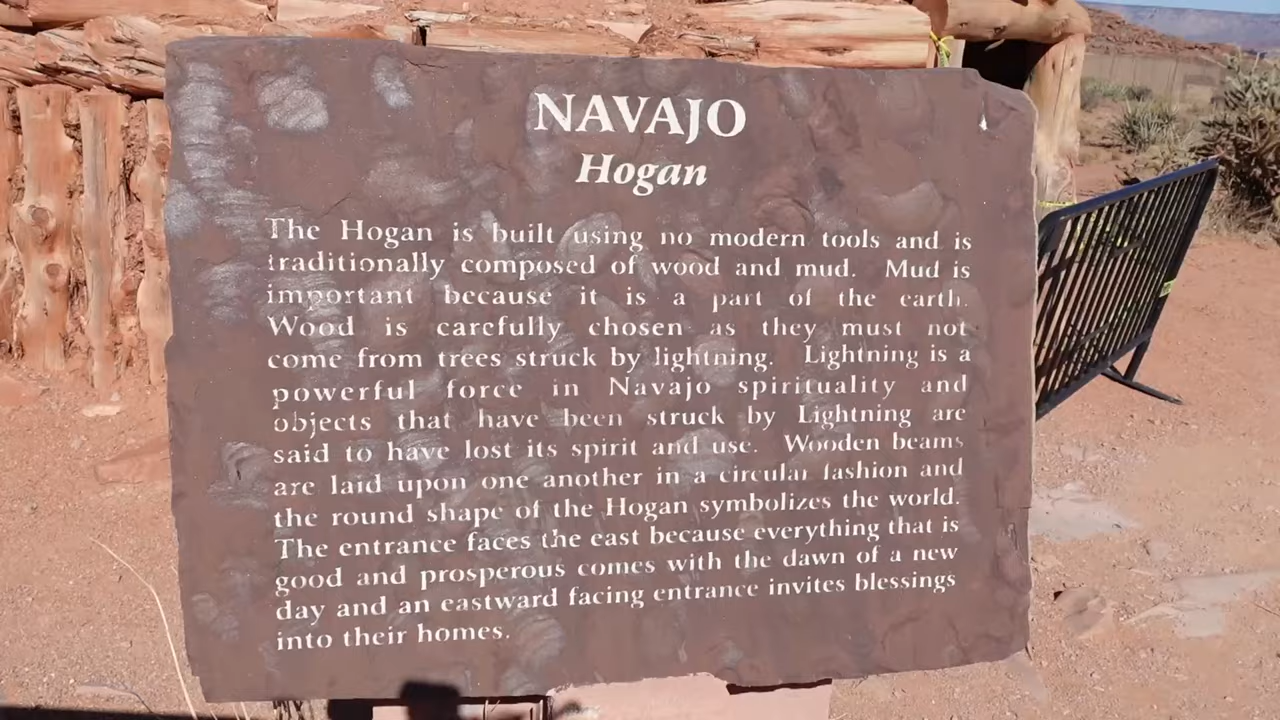 NAVAJO
Hogan
The Hogan is built using no modern tools and is
traditionally composed of wood and mud. Mud is
important because it is a part of the earth.
Wood is carefully chosen as they must not
come from trees struck by lightning. Lightning is a
powerful force in Navajo spirituality and
objects that have been struck by Lightning are
said to have lost its spirit and use. Wooden beams
are laid upon one another in a circular fashion and
the round shape of the Hogan symbolizes the world.
The entrance faces the east because everything that is
good and prosperous comes with the dawn of a new
day and an eastward facing entrance invites blessings
into their homes.